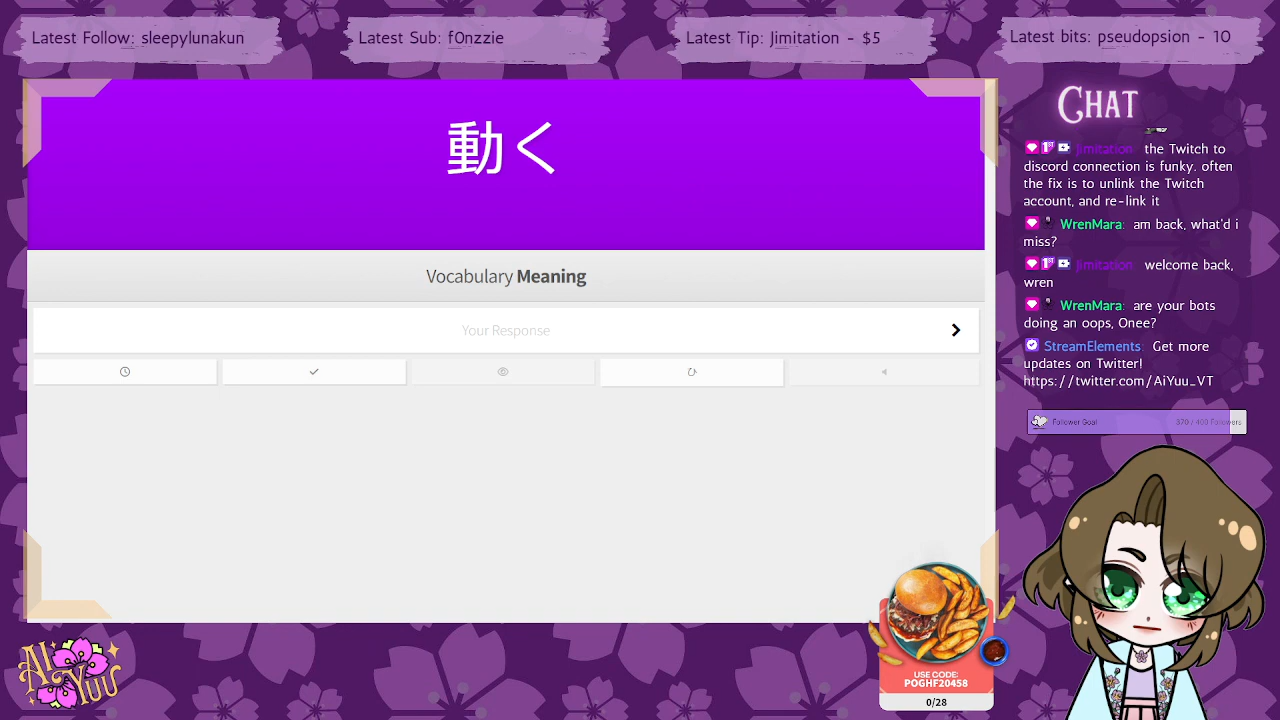 Latest Follow: sleepylunakun
Latest Sub: f0nzzie
Latest Tip: Jimitation - $5
Latest bits: pseudopsion - 10
動く
Vocabulary Meaning
Your Response
CHAT
Jimitation: the Twitch to
discord connection is funky. often
the fix is to unlink the Twitch
account, and re-link it
WrenMara: am back, what'd i
miss?
Jimitation: welcome back,
wren
WrenMara: are your bots
doing an oops, Onee?
StreamElements: Get more
updates on Twitter!
https://twitter.com/AiYuu_VT
Follower Goal
370 / 400 Followers
USE CODE:
POGHF20458
0/28
AI
YUU